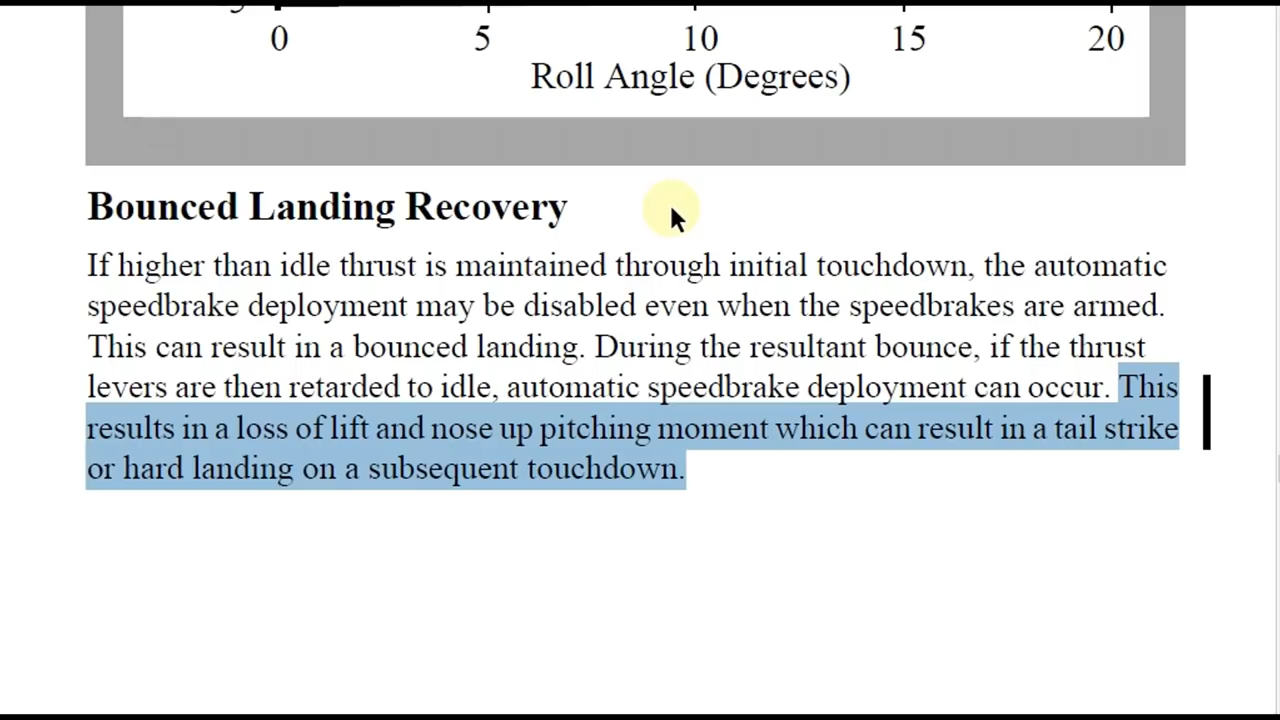 0 5 10 15 20
Roll Angle (Degrees)
Bounced Landing Recovery
If higher than idle thrust is maintained through initial touchdown, the automatic
speedbrake deployment may be disabled even when the speedbrakes are armed.
This can result in a bounced landing. During the resultant bounce, if the thrust
levers are then retarded to idle, automatic speedbrake deployment can occur. This
results in a loss of lift and nose up pitching moment which can result in a tail strike
or hard landing on a subsequent touchdown.